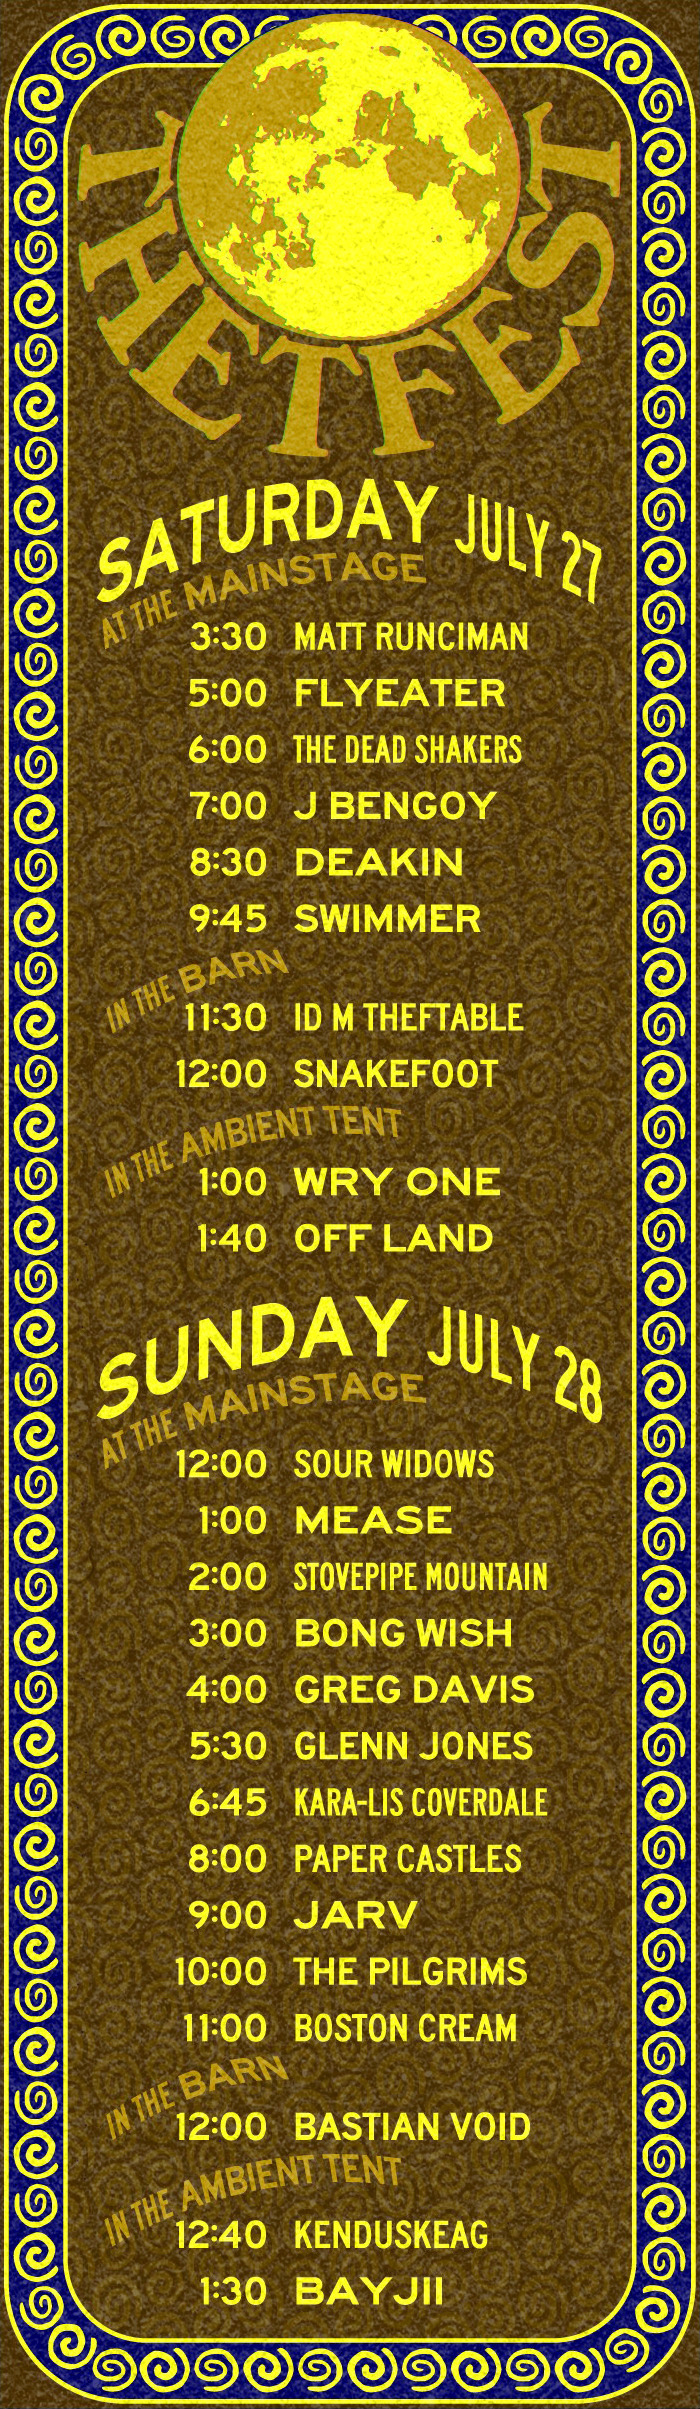 THETFEST
SATURDAY JULY 27
AT THE MAINSTAGE
3:30 MATT RUNCIMAN
5:00 FLYEATER
6:00 THE DEAD SHAKERS
7:00 J BENGOY
8:30 DEAKIN
9:45 SWIMMER
IN THE BARN
11:30 ID M THEFTABLE
12:00 SNAKEFOOT
IN THE AMBIENT TENT
1:00 WRY ONE
1:40 OFF LAND
SUNDAY JULY 28
AT THE MAINSTAGE
12:00 SOUR WIDOWS
1:00 MEASE
2:00 STOVEPIPE MOUNTAIN
3:00 BONG WISH
4:00 GREG DAVIS
5:30 GLENN JONES
6:45 KARA-LIS COVERDALE
8:00 PAPER CASTLES
9:00 JARV
10:00 THE PILGRIMS
11:00 BOSTON CREAM
IN THE BARN
12:00 BASTIAN VOID
IN THE AMBIENT TENT
12:40 KENDUSKEAG
1:30 BAYJII